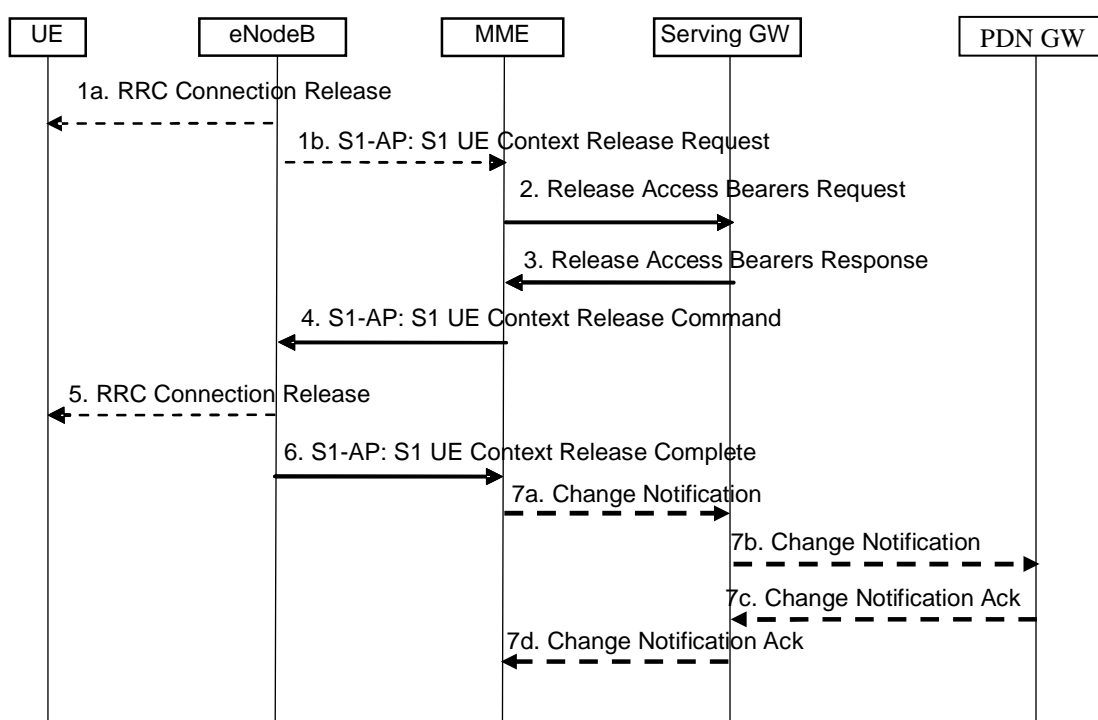 UE
eNodeB
MME
Serving GW
PDN GW
1a. RRC Connection Release
1b. S1-AP: S1 UE Context Release Request
2. Release Access Bearers Request
3. Release Access Bearers Response
4. S1-AP: S1 UE Context Release Command
5. RRC Connection Release
6. S1-AP: S1 UE Context Release Complete
7a. Change Notification
7b. Change Notification
7c. Change Notification Ack
7d. Change Notification Ack